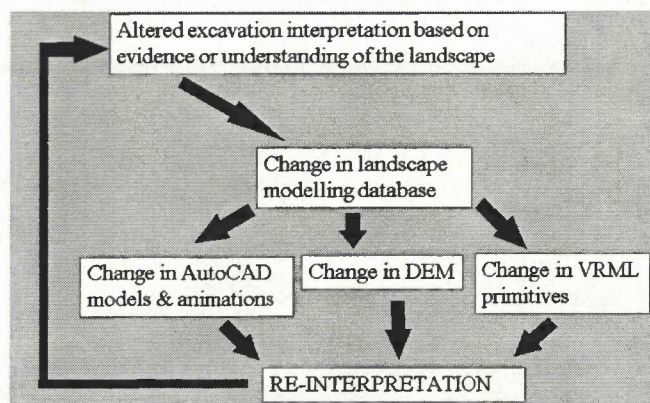 Altered excavation interpretation based on
evidence or understanding of the landscape
Change in landscape
modelling database
Change in AutoCAD
models & animations
Change in DEM
Change in VRML
primitives
RE-INTERPRETATION